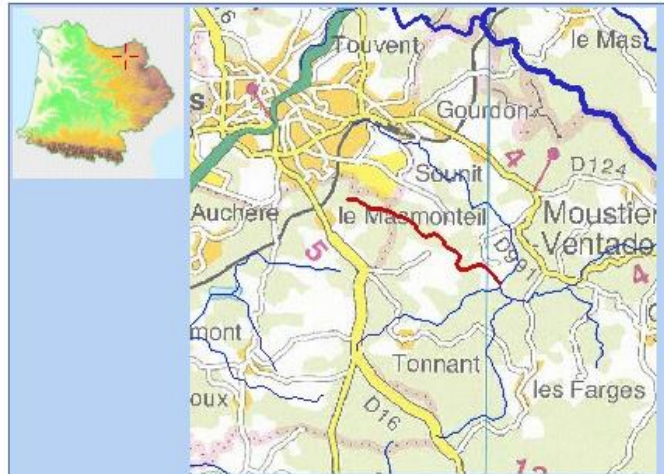 Touvent
le Mas
s
Gourdon
4
D124
Sounit
Auchère
le Masmonteil
Moustier
-Ventado
D991
5
4
mont
Tonnant
oux
D16
les Farges